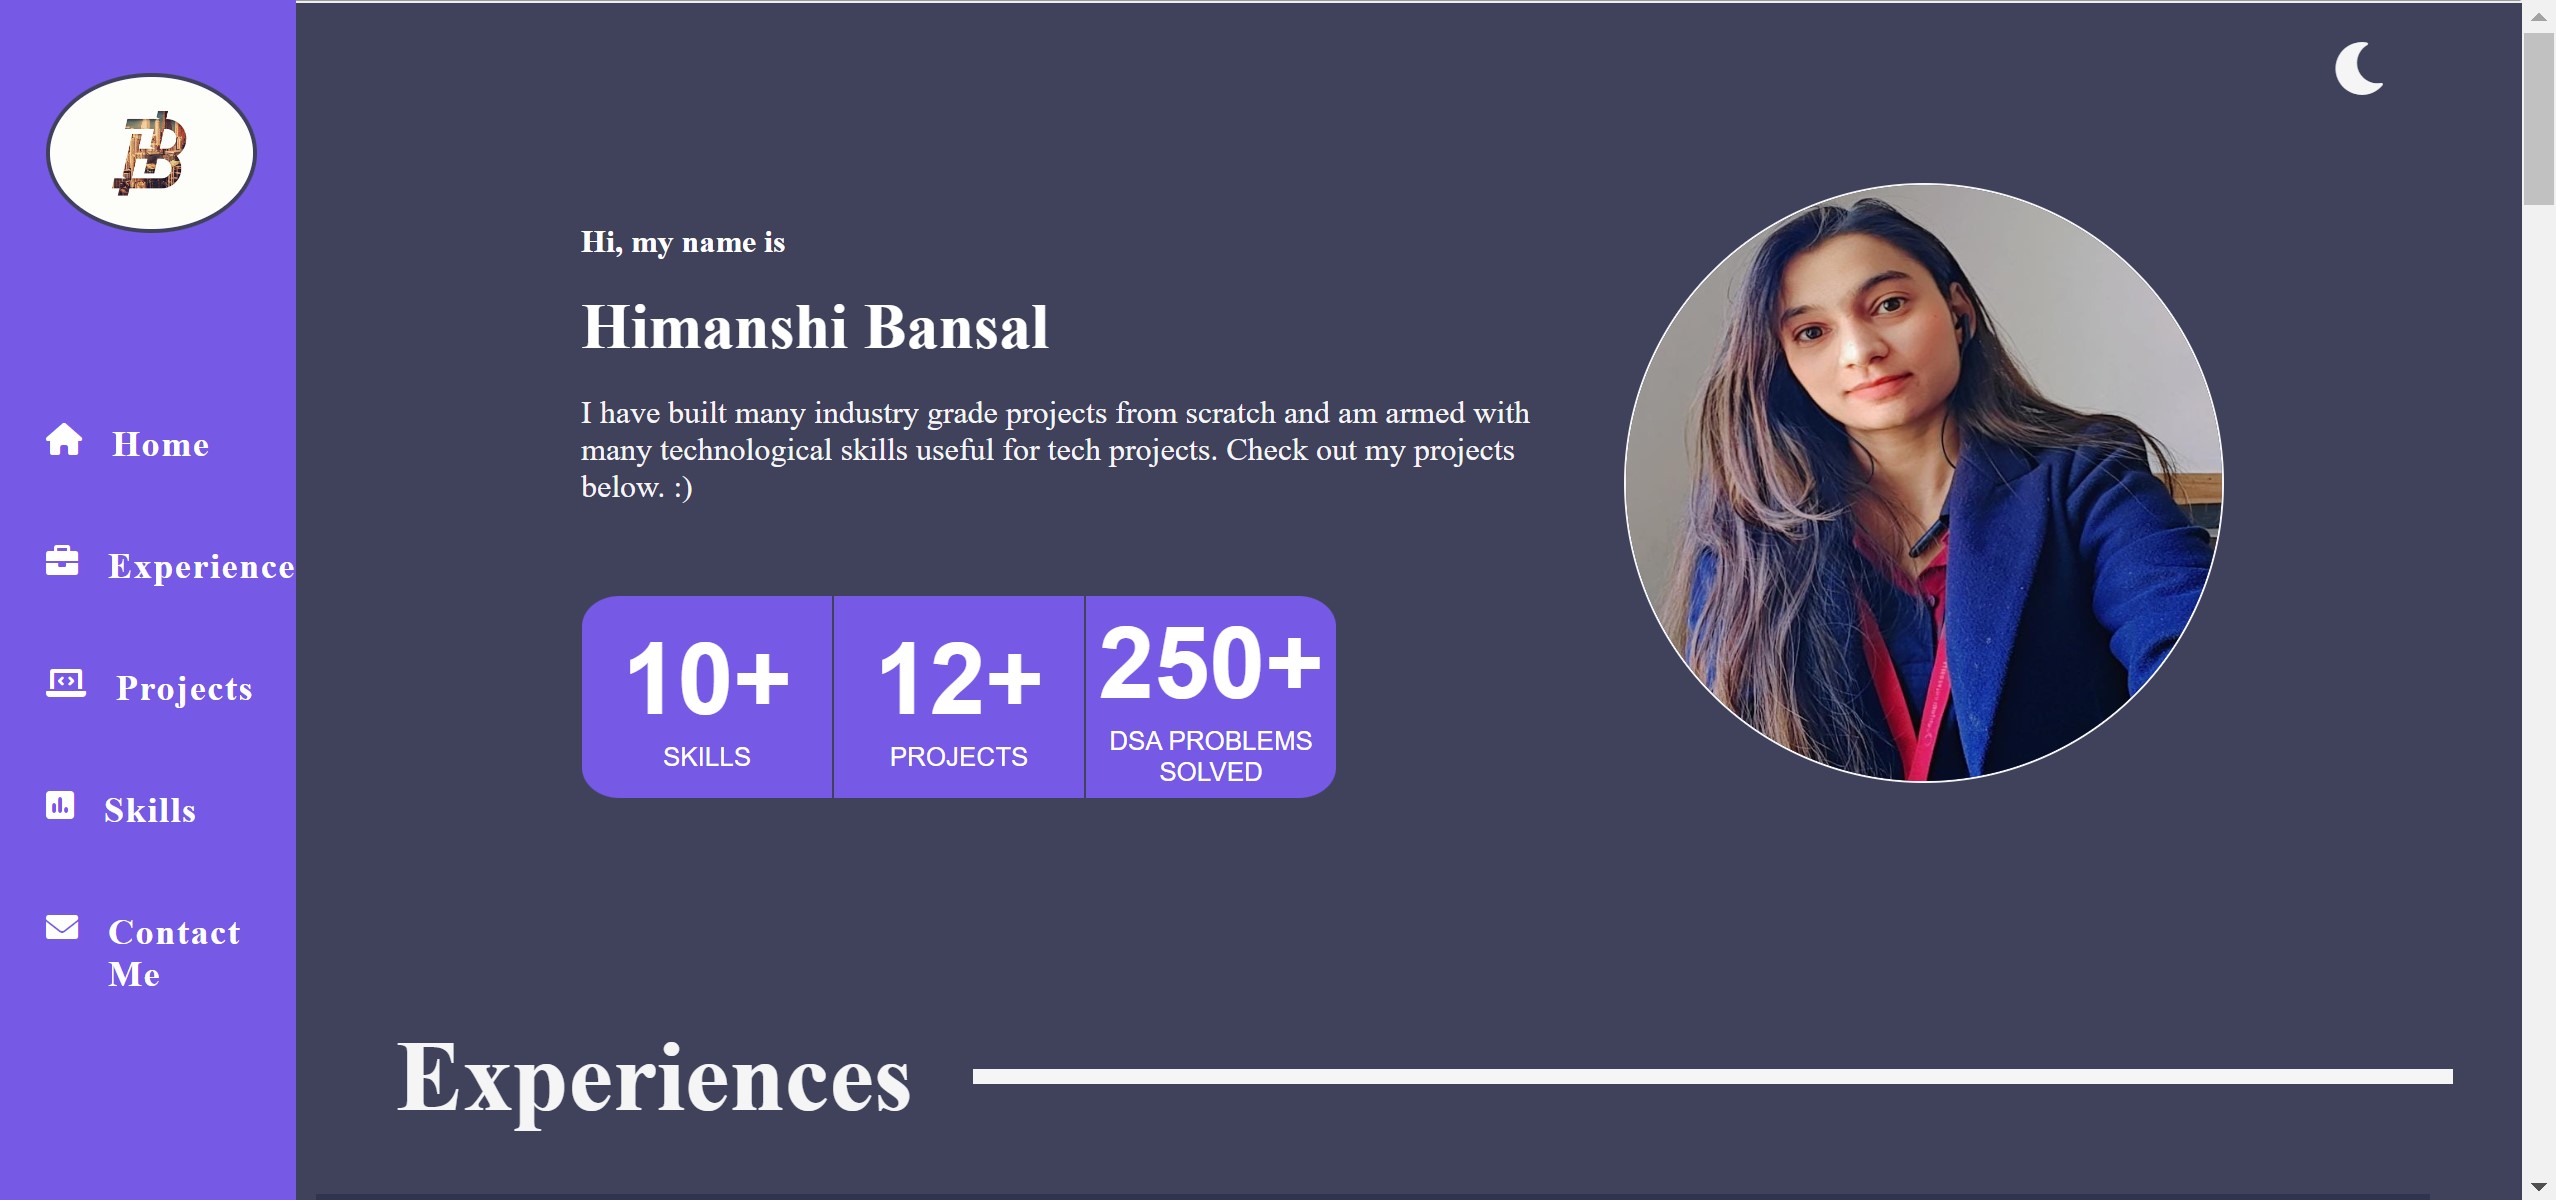 Home
Experience
Projects
Skills
Contact
Me
Hi, my name is
Himanshi Bansal
I have built many industry grade projects from scratch and am armed with
many technological skills useful for tech projects. Check out my projects
below. :)
10+
SKILLS
12+
PROJECTS
250+
DSA PROBLEMS
SOLVED
Experiences